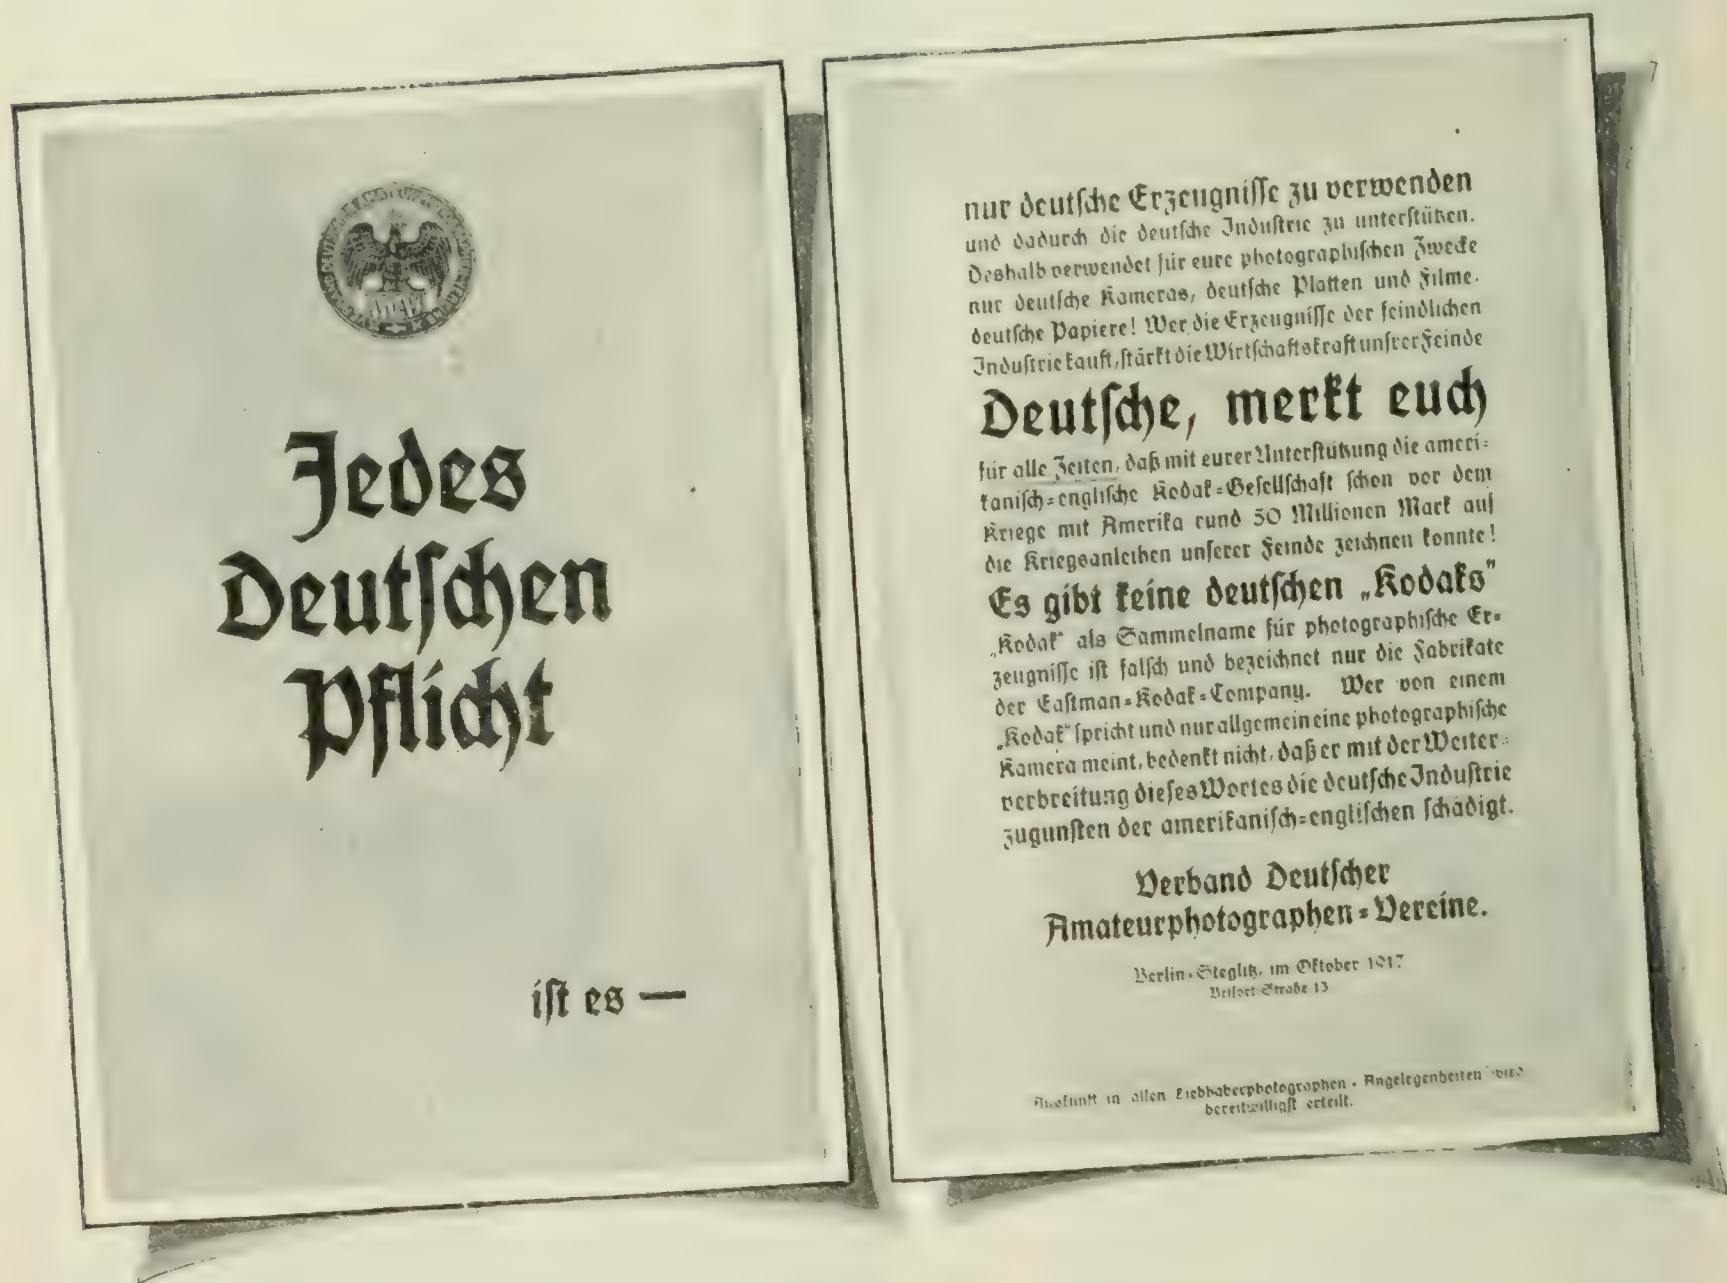 Jedes
Deutschen
Pflicht
ist es —
nur deutsche Erzeugnisse zu verwenden
und dadurch die deutsche Industrie zu unterstützen.
Deshalb verwendet für eure photographischen Zwecke
nur deutsche Kameras, deutsche Platten und Filme,
deutsche Papiere! Wer die Erzeugnisse der feindlichen
Industrie kauft, stärkt die Wirtschaftskraft unsrer Feinde
Deutsche, merkt euch
für alle Zeiten, daß mit eurer Unterstützung die ameri=
kanisch=englische Kodak=Gesellschaft schon vor dem
Kriege mit Amerika rund 50 Millionen Mark auf
die Kriegsanleihen unserer Feinde zeichnen konnte!
Es gibt keine deutschen „Kodaks"
„Kodak" als Sammelname für photographische Er=
zeugnisse ist falsch und bezeichnet nur die Fabrikate
der Eastman=Kodak=Company. Wer von einem
„Kodak" spricht und nur allgemein eine photographische
Kamera meint, bedenkt nicht, daß er mit der Weiter=
verbreitung dieses Wortes die deutsche Industrie
zugunsten der amerikanisch=englischen schädigt.
Verband Deutscher
Amateurphotographen=Vereine.
Berlin=Steglitz, im Oktober 1917
Belfort Straße 13
Auskunft in allen Liebhaberphotographen=Angelegenheiten wird
bereitwilligst erteilt.